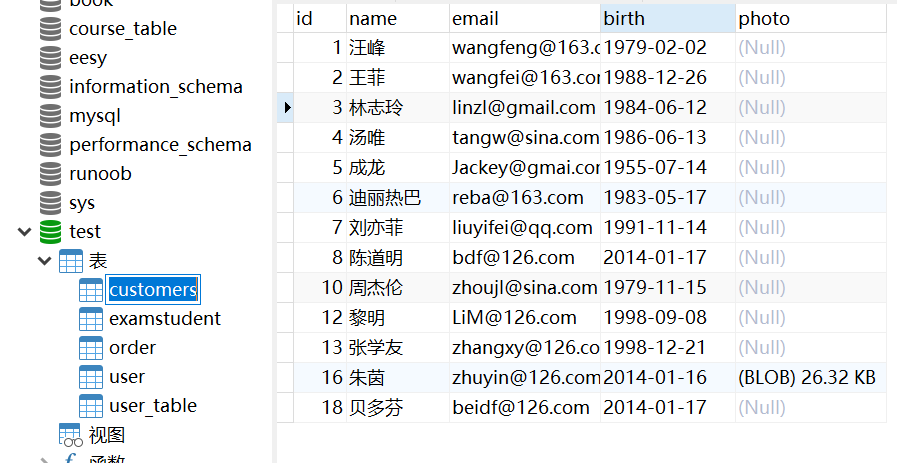 book
course_table
eesy
information_schema
mysql
performance_schema
runoob
sys
test
表
customers
examstudent
order
user
user_table
视图
函数
id name email birth photo
1 汪峰 wangfeng@163.c 1979-02-02 (Null)
2 王菲 wangfei@163.cor 1988-12-26 (Null)
3 林志玲 linzl@gmail.com 1984-06-12 (Null)
4 汤唯 tangw@sina.com 1986-06-13 (Null)
5 成龙 Jackey@gmai.cor 1955-07-14 (Null)
6 迪丽热巴 reba@163.com 1983-05-17 (Null)
7 刘亦菲 liuyifei@qq.com 1991-11-14 (Null)
8 陈道明 bdf@126.com 2014-01-17 (Null)
10 周杰伦 zhoujl@sina.com 1979-11-15 (Null)
12 黎明 LiM@126.com 1998-09-08 (Null)
13 张学友 zhangxy@126.co 1998-12-21 (Null)
16 朱茵 zhuyin@126.com 2014-01-16 (BLOB) 26.32 KB
18 贝多芬 beidf@126.com 2014-01-17 (Null)